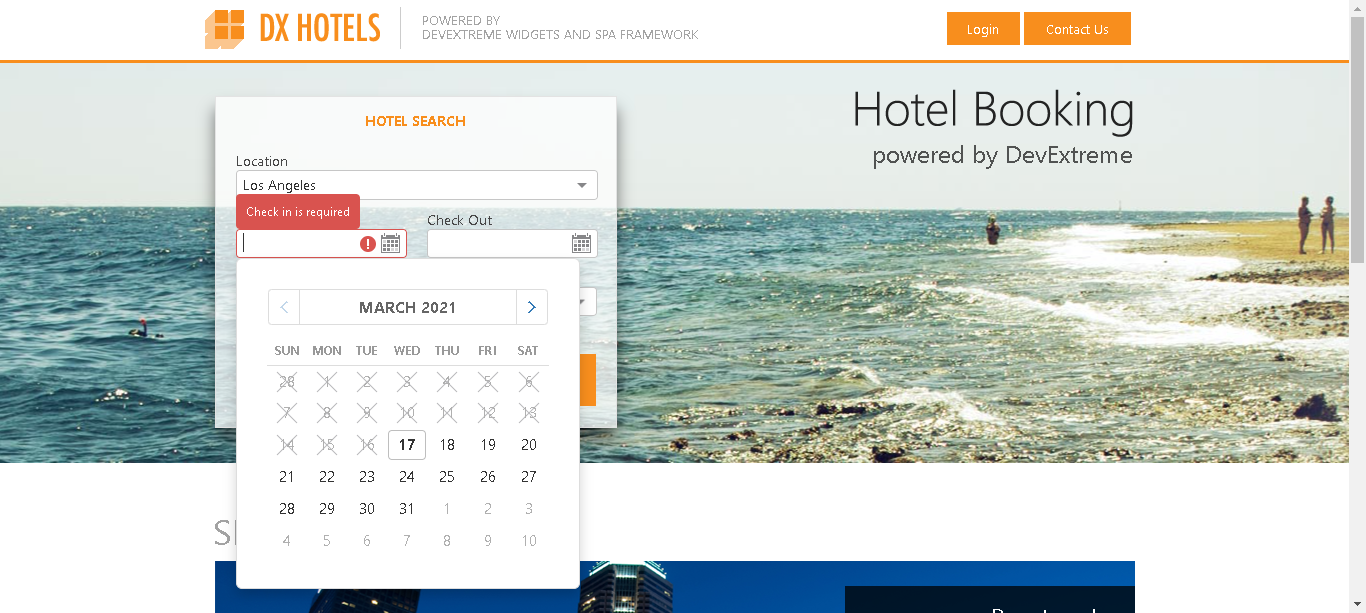 DX HOTELS
POWERED BY
DEVEXTREME WIDGETS AND SPA FRAMEWORK
Login
Contact Us
Hotel Booking
powered by DevExtreme
HOTEL SEARCH
Location
Los Angeles
Check in is required
Check Out
MARCH 2021
SUN MON TUE WED THU FRI SAT
28 1 2 3 4 5 6
7 8 9 10 11 12 13
14 15 16 17 18 19 20
21 22 23 24 25 26 27
28 29 30 31 1 2 3
4 5 6 7 8 9 10